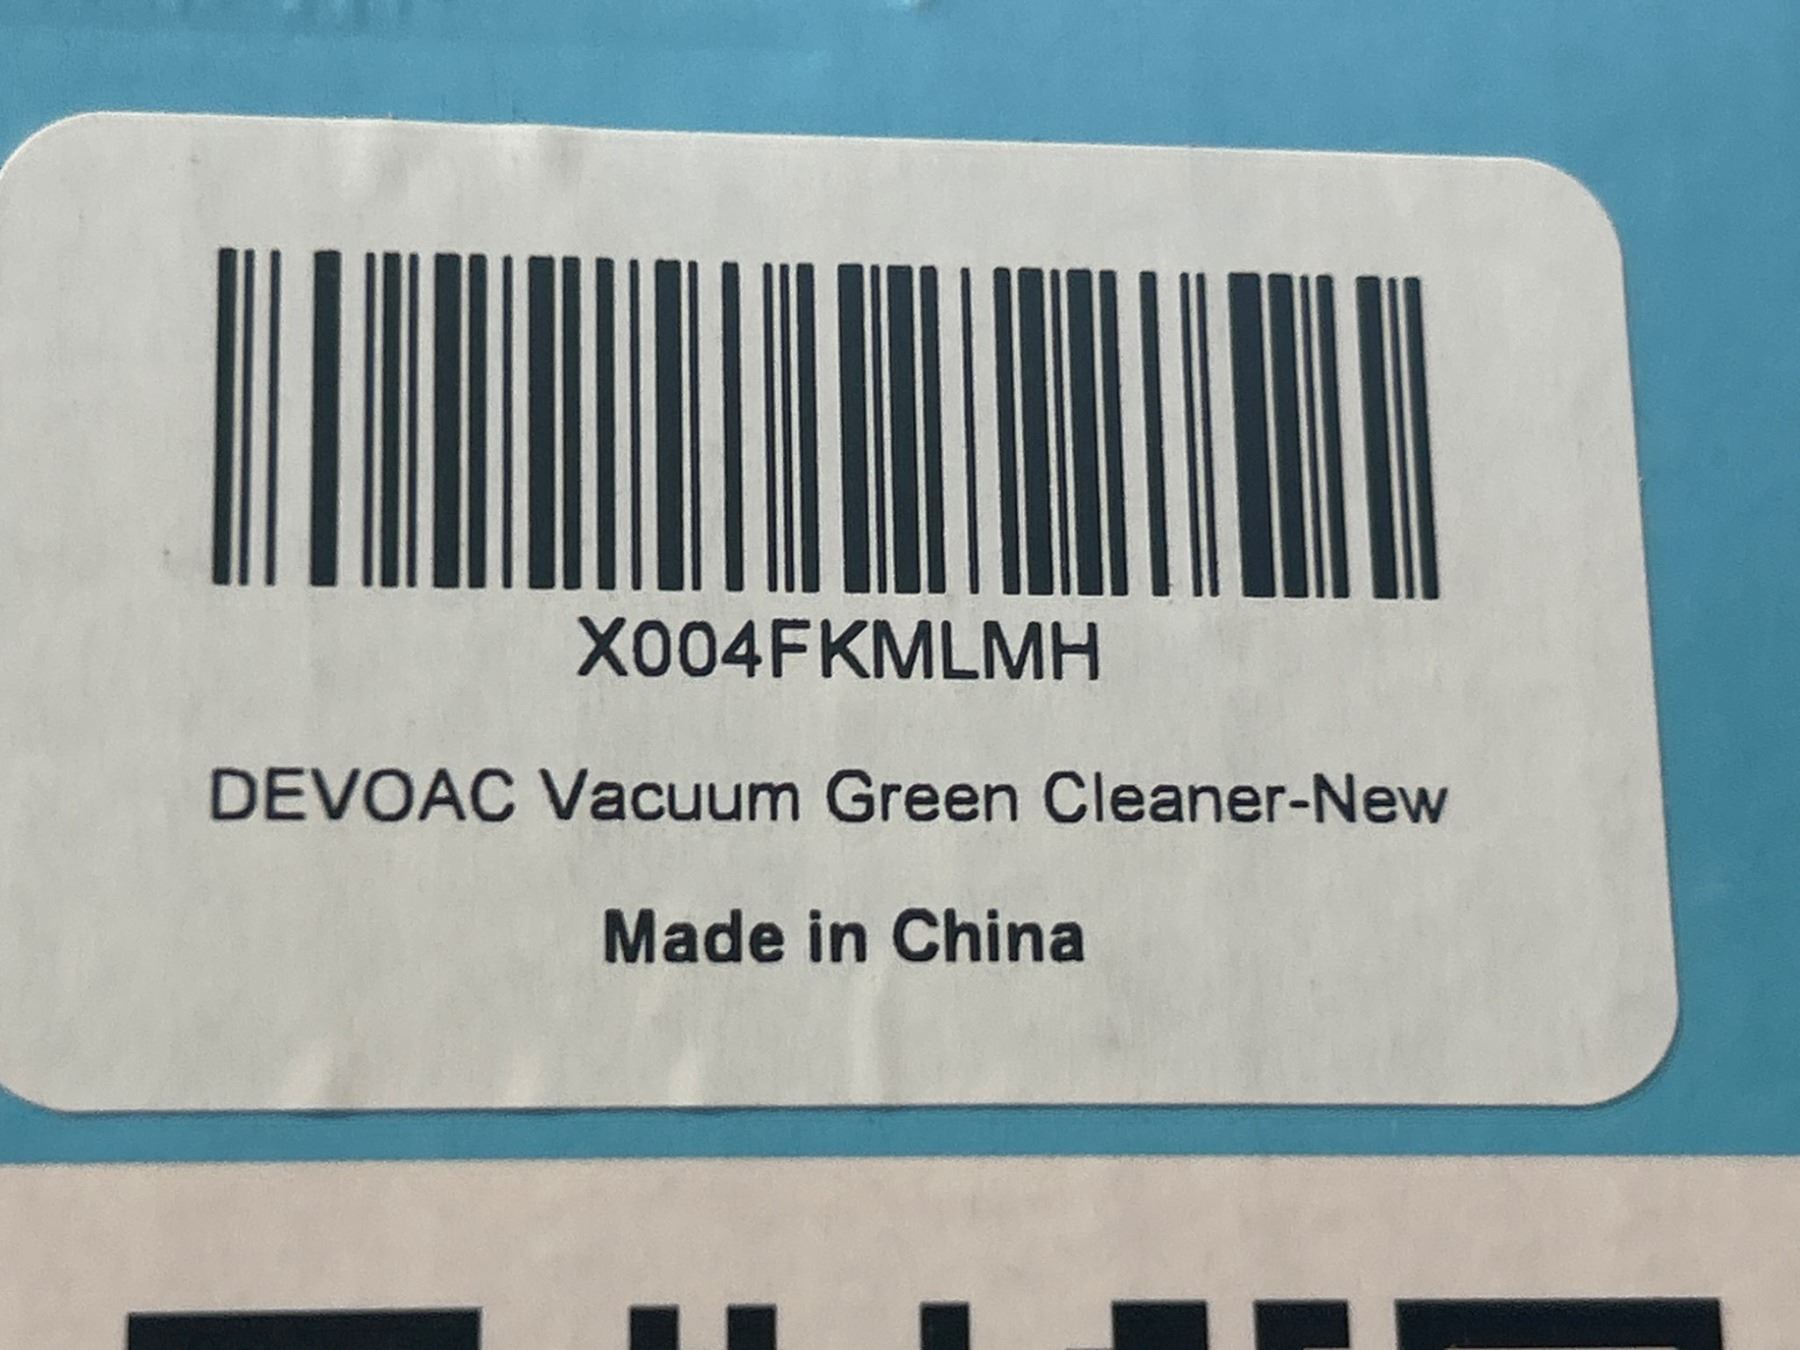 X004FKMLMH
DEVOAC Vacuum Green Cleaner-New
Made in China